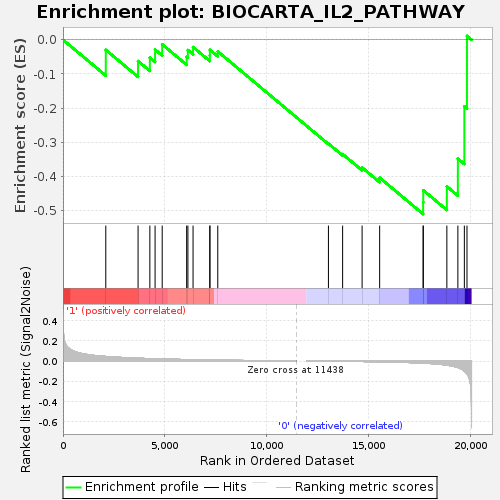 Enrichment plot: BIOCARTA_IL2_PATHWAY
Enrichment score (ES)
0.0
-0.1
-0.2
-0.3
-0.4
-0.5
'1' (positively correlated)
Ranked list metric (Signal2Noise)
0.4
0.2
0.0
-0.2
-0.4
-0.6
Zero cross at 11438
'0' (negatively correlated)
0 5,000 10,000 15,000 20,000
Rank in Ordered Dataset
Enrichment profile Hits Ranking metric scores